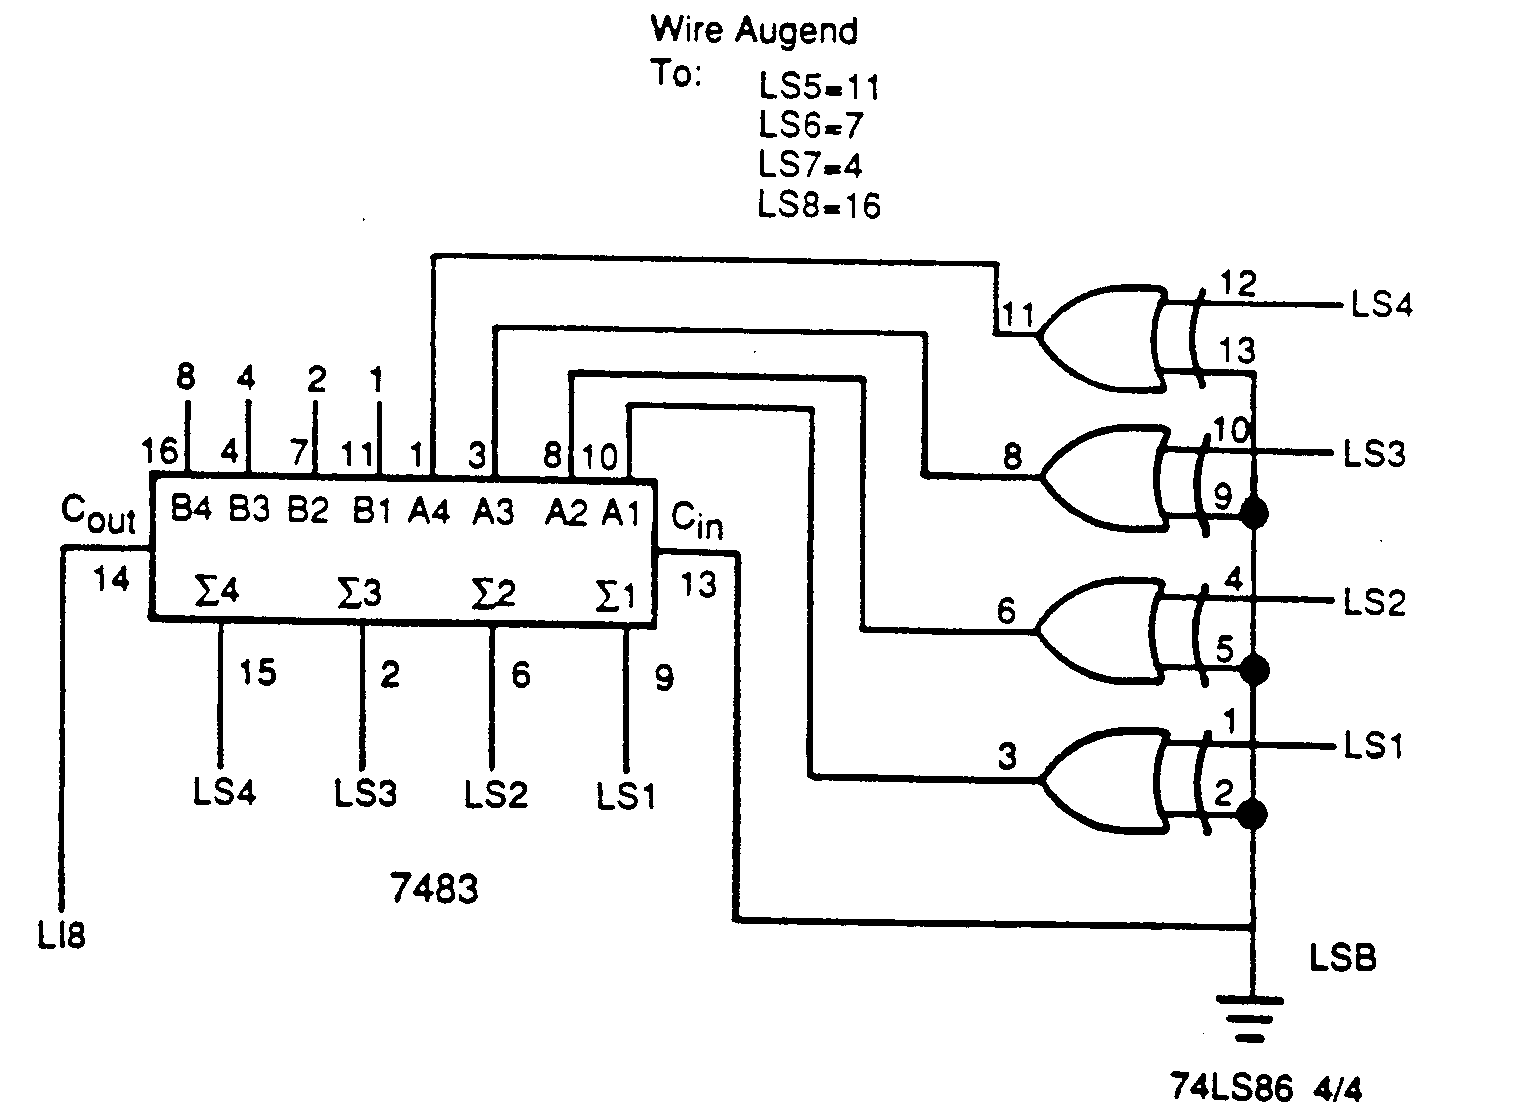 Wire Augend
To:
LS5=11
LS6=7
LS7=4
LS8=16
12
LS4
11
13
8 4 2 1
16 4 7 11 1 3 8 10
10
LS3
8
9
Cout
B4 B3 B2 B1 A4 A3 A2 A1
Cin
14
Σ4 Σ3 Σ2 Σ1
13
4
LS2
6
5
15 2 6 9
1
LS1
3
2
LS4 LS3 LS2 LS1
7483
LI8
LSB
74LS86 4/4